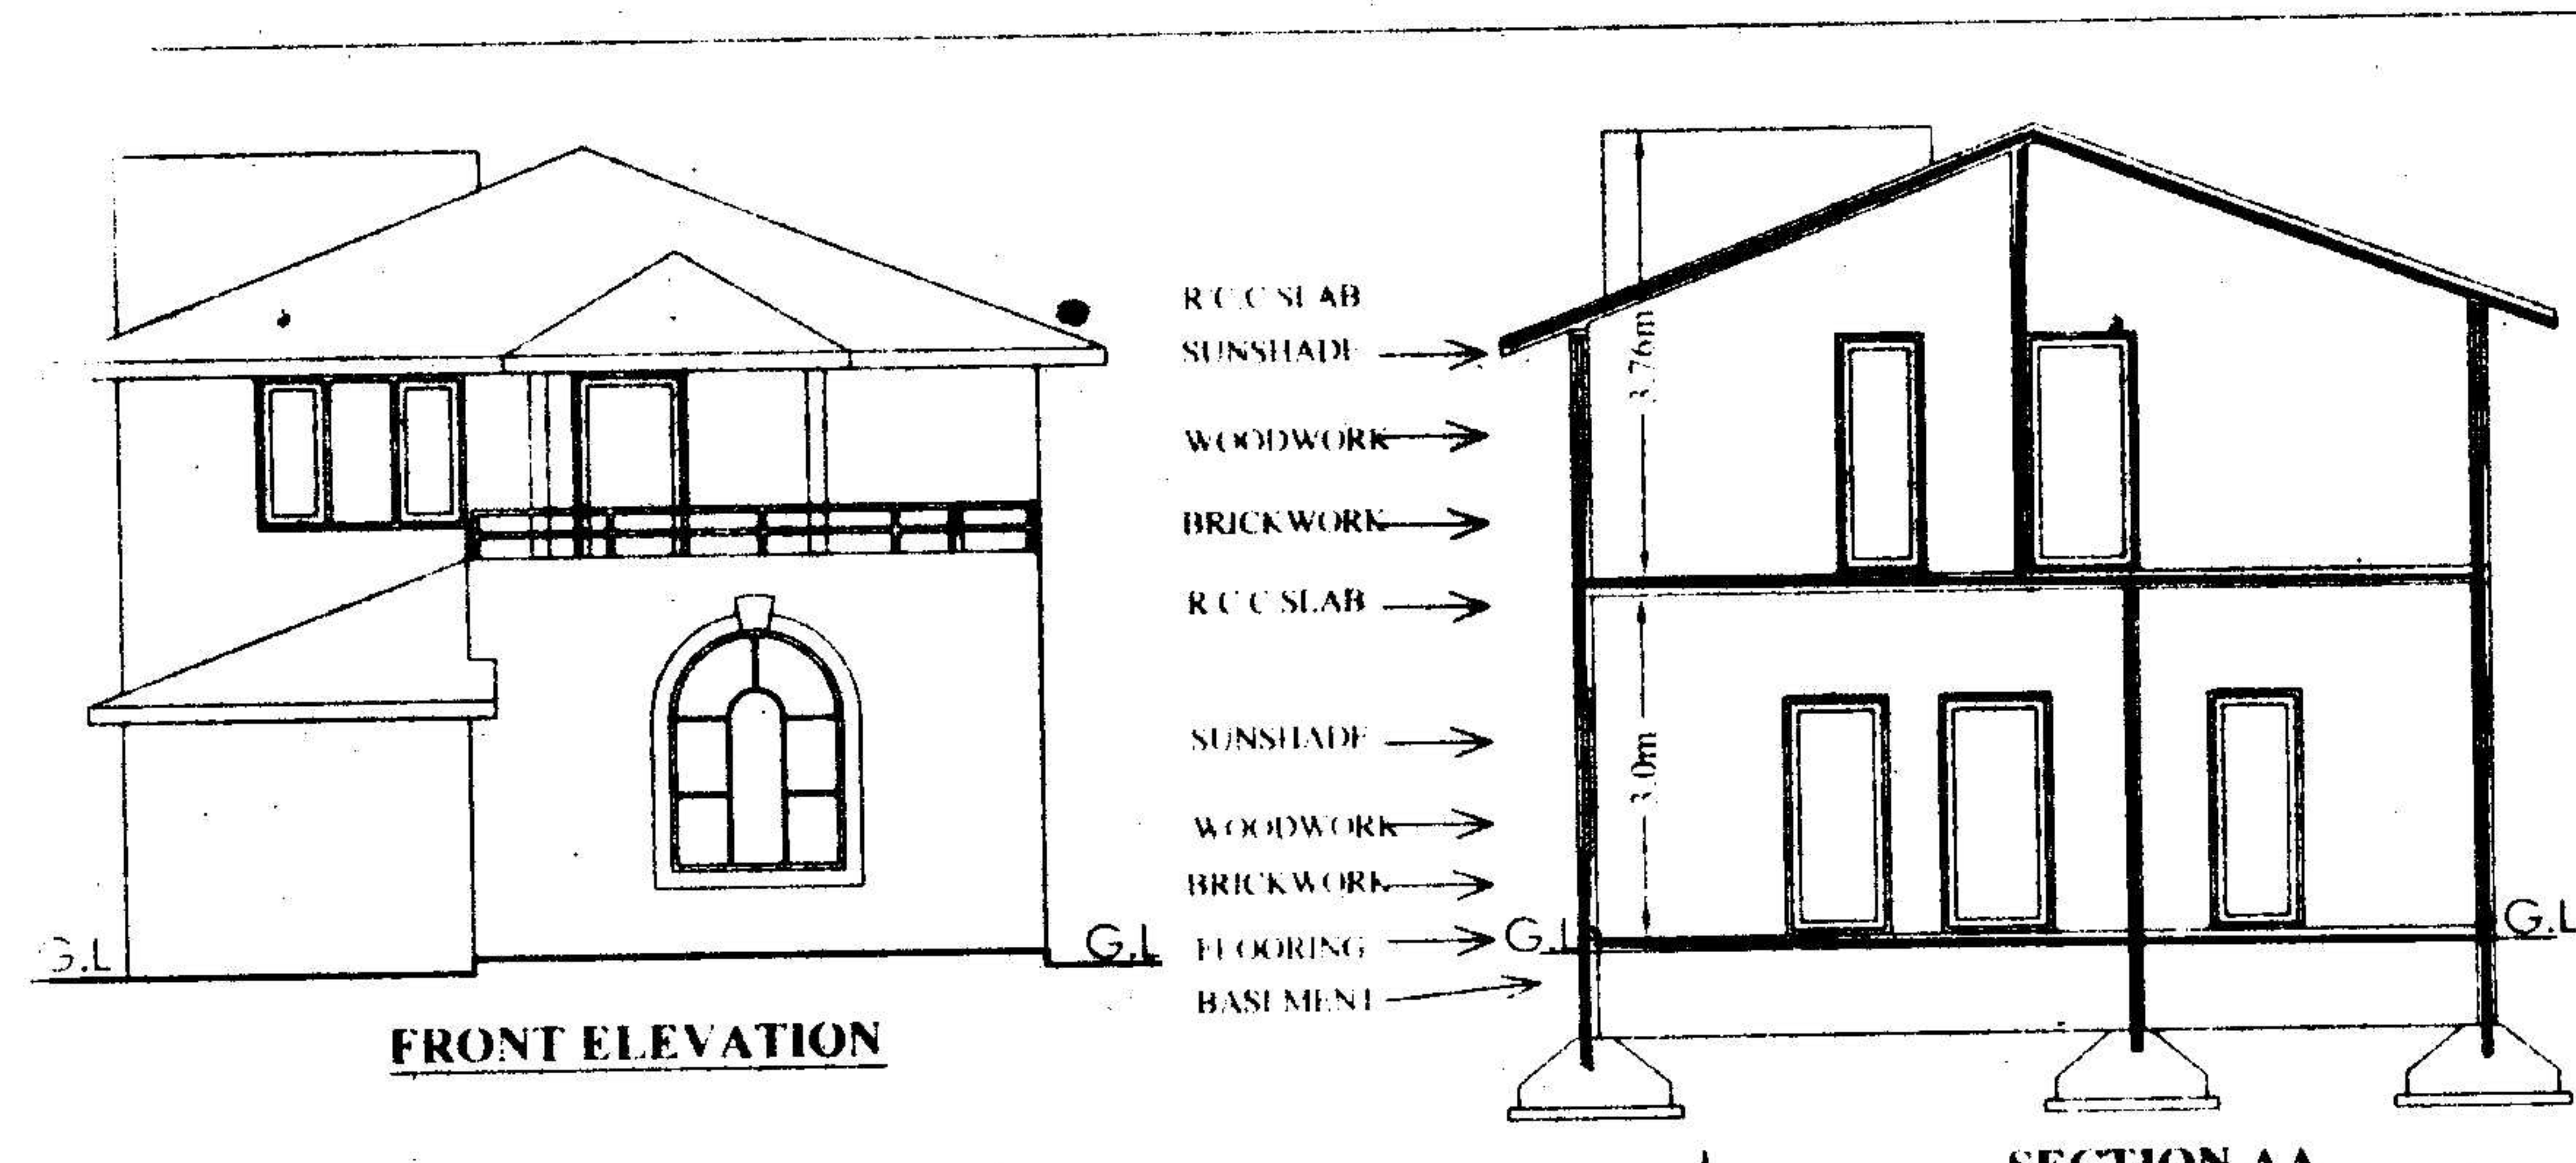 R.C.C SLAB
SUNSHADE
WOODWORK
BRICKWORK
R.C.C SLAB
SUNSHADE
WOODWORK
BRICKWORK
FLOORING
BASEMENT
3.76m
3.0m
G.L
G.L
G.L
G.L
FRONT ELEVATION
SECTION AA